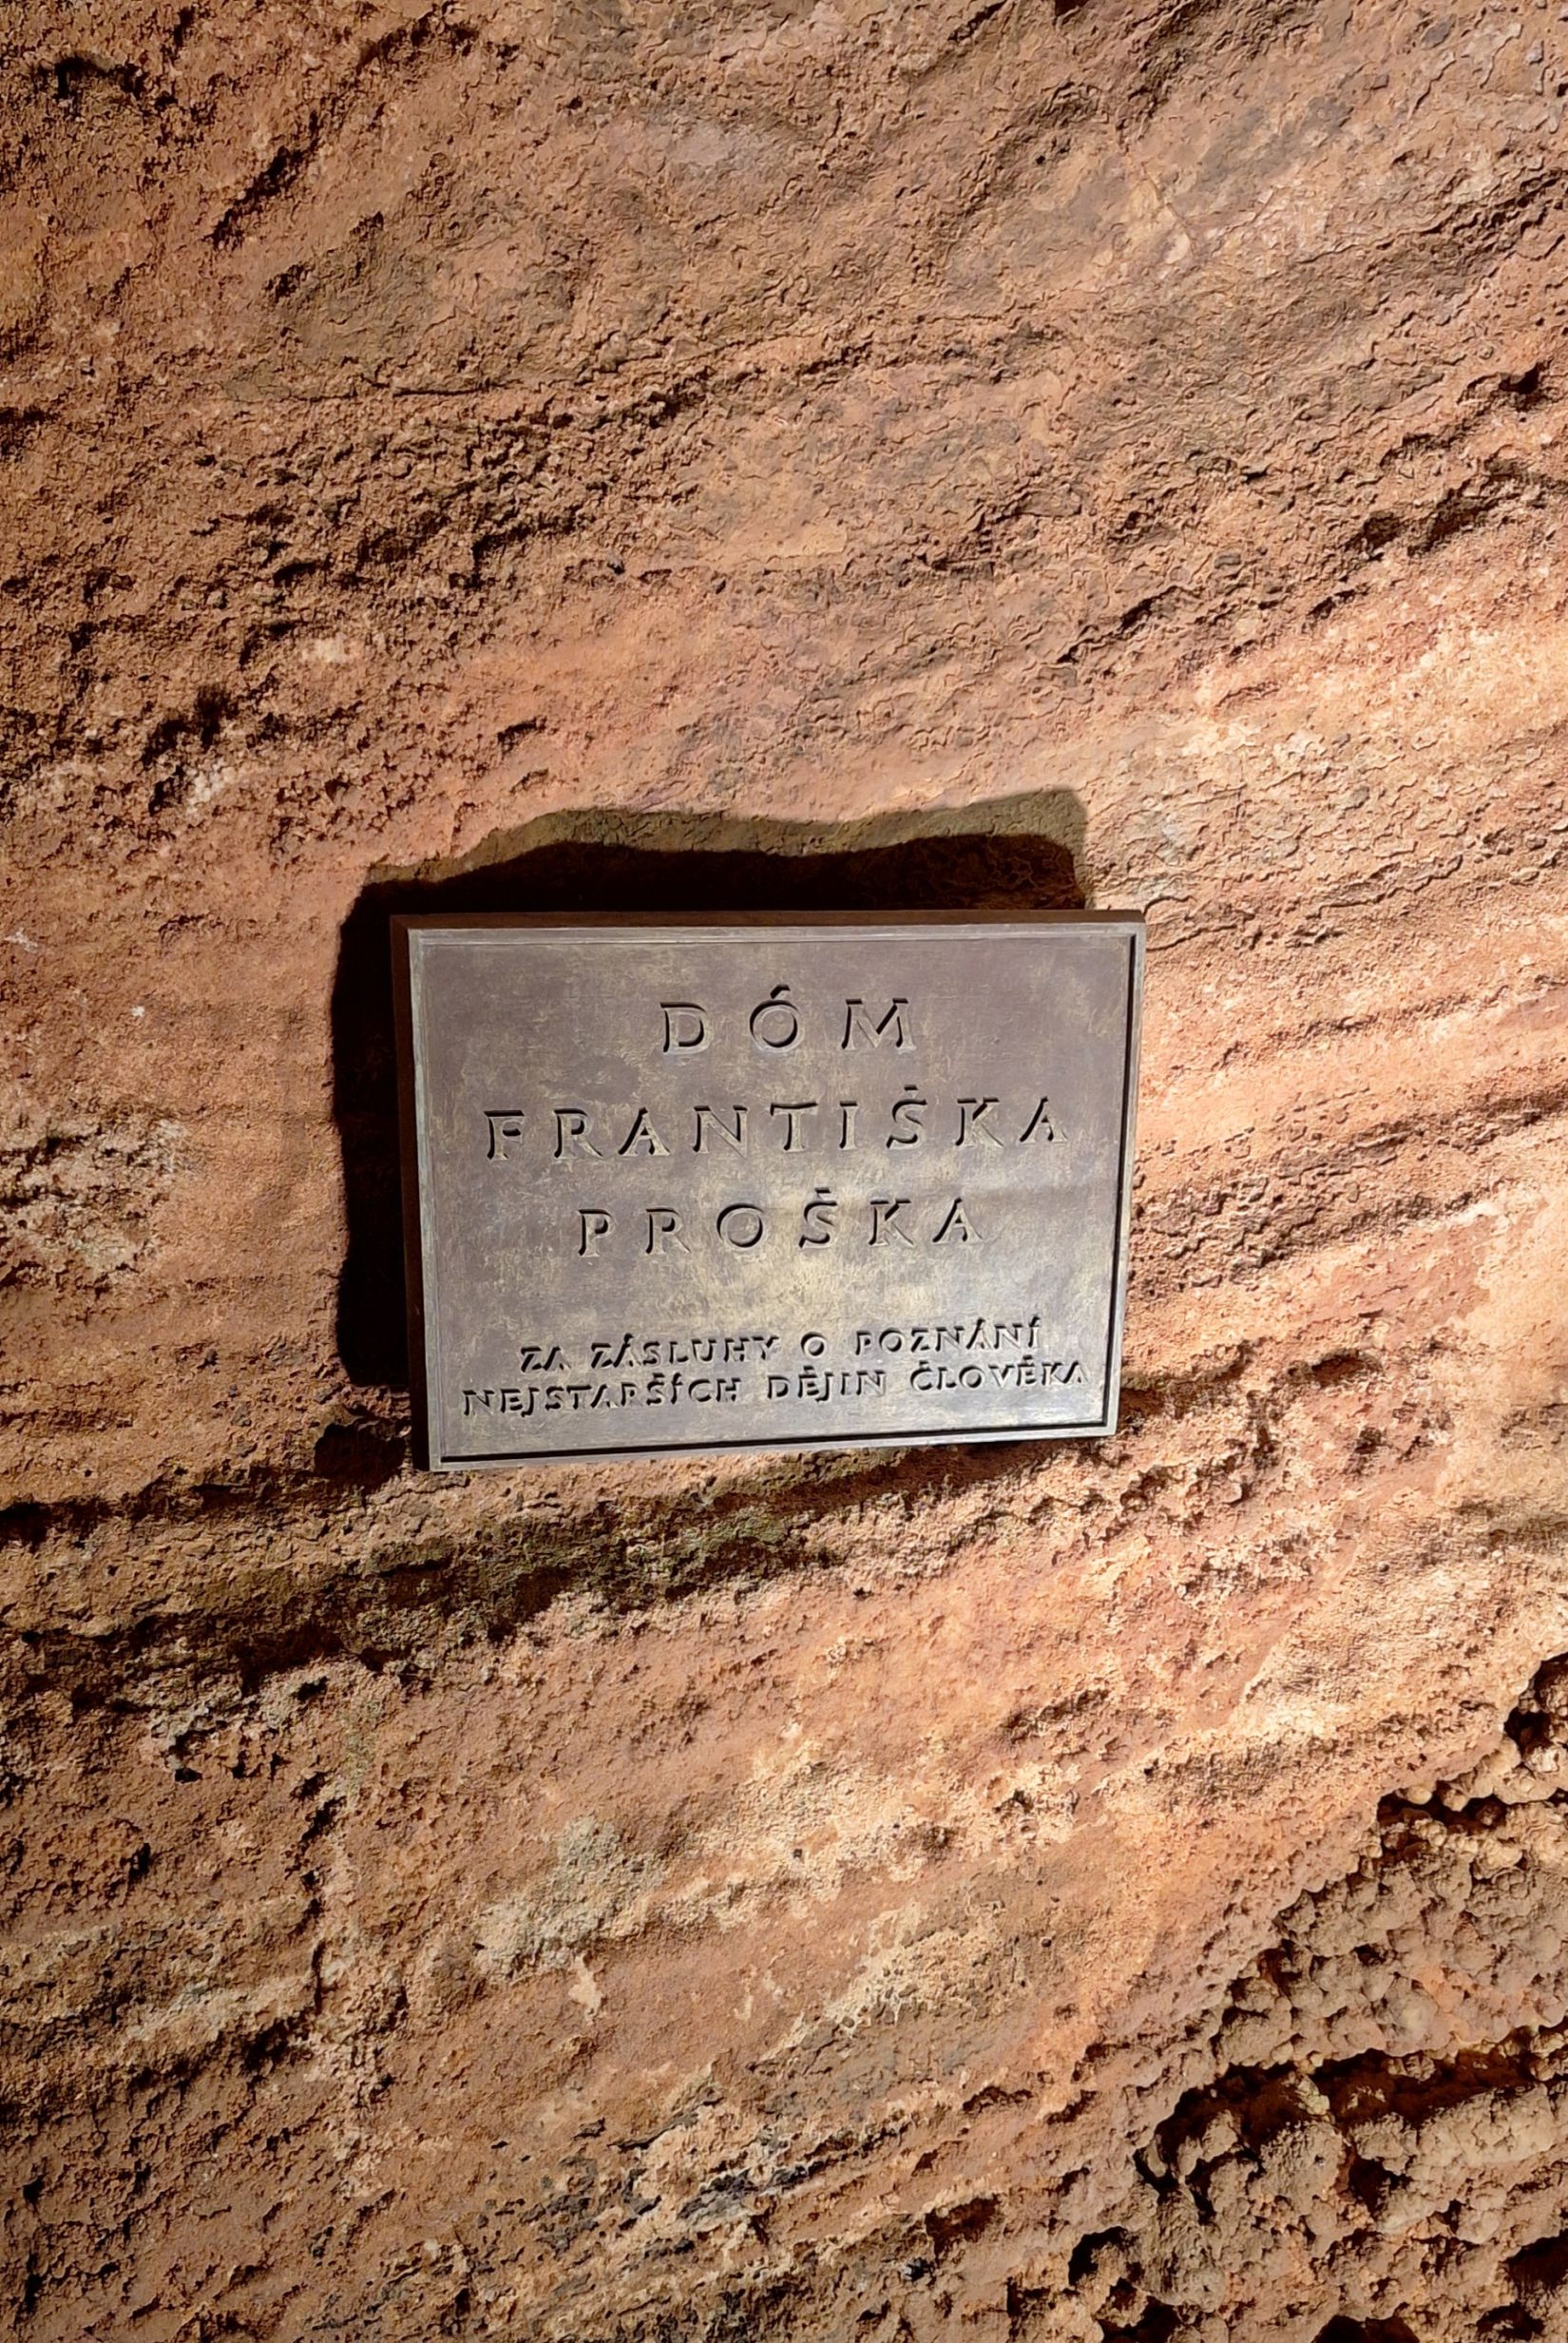 DÓM
FRANTIŠKA
PROŠKA
ZA ZÁSLUHY O POZNÁNÍ
NEJSTARŠÍCH DĚJIN ČLOVĚKA